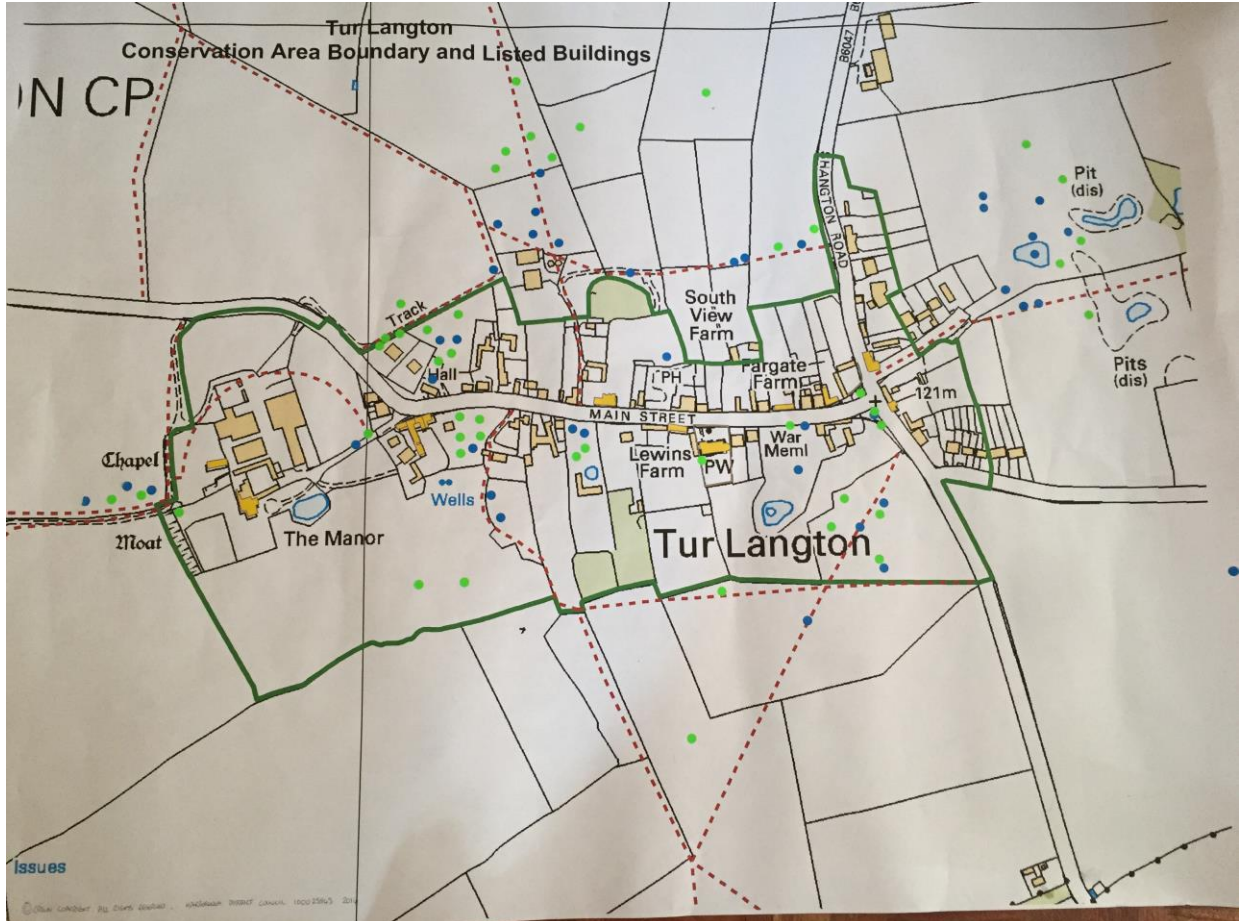 Tur Langton
Conservation Area Boundary and Listed Buildings
N CP
B6047
SHANGTON ROAD
Pit
(dis)
Track
South
View
Farm
Pits
(dis)
Hall
PH
Fargate
Farm
121m
MAIN STREET
Chapel
Lewins
Farm
PW
War
Meml
Wells
Moat
The Manor
Tur Langton
Issues